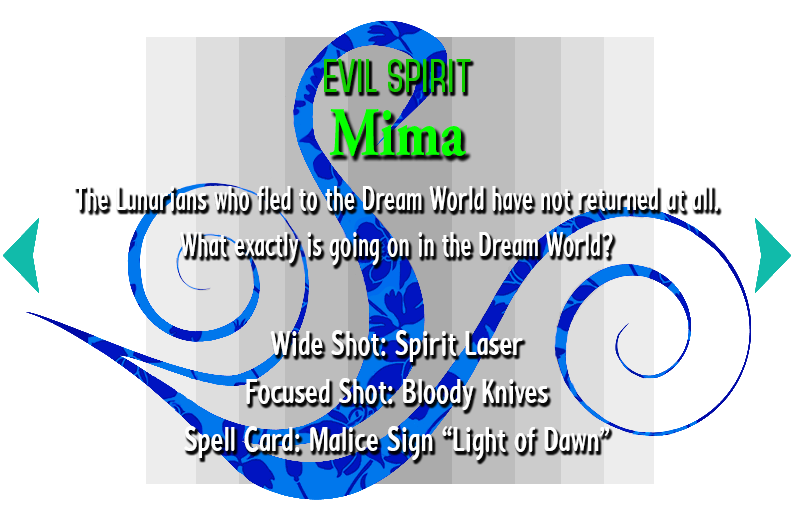 EVIL SPIRIT
Mima
The Lunarians who fled to the Dream World have not returned at all.
What exactly is going on in the Dream World?
Wide Shot: Spirit Laser
Focused Shot: Bloody Knives
Spell Card: Malice Sign “Light of Dawn”